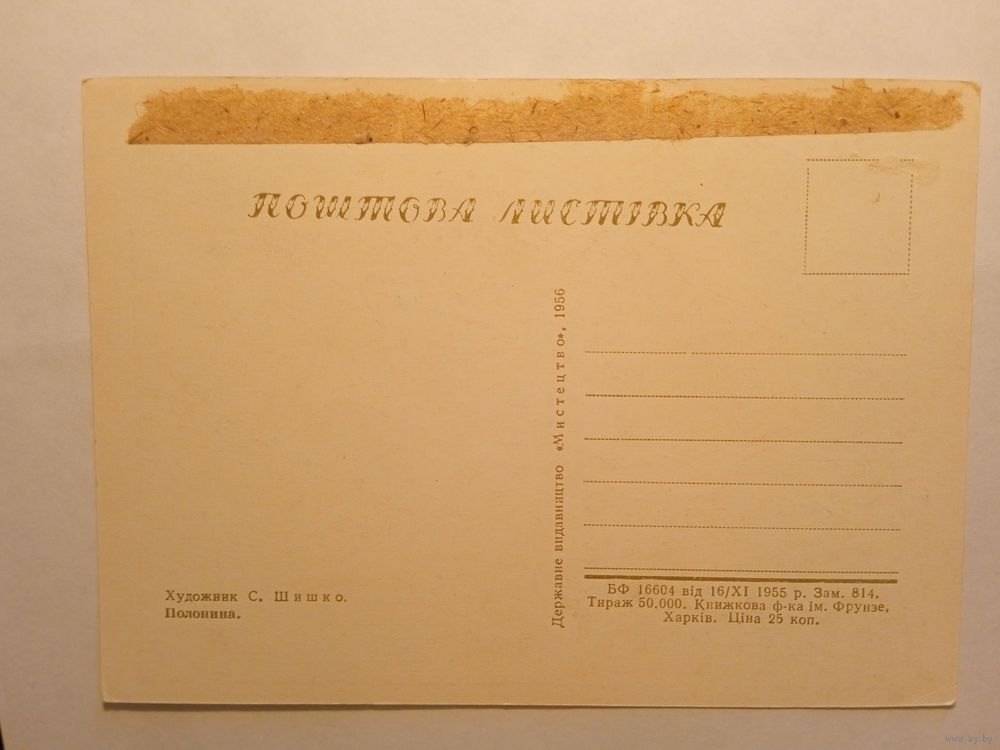 ПОШТОВА ЛИСТІВКА
Державне видавництво «Мистецтво», 1956
Художник С. Шишко.
Полонина.
БФ 16604 від 16/XI 1955 р. Зам. 814.
Тираж 50.000. Книжкова ф-ка ім. Фрунзе,
Харків. Ціна 25 коп.
www.ay.by